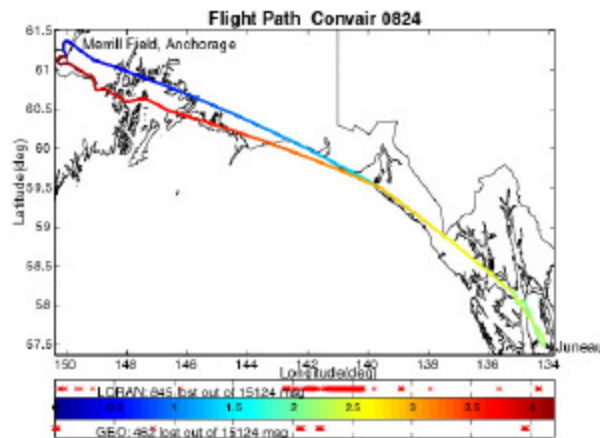 Flight Path Convair 0824
61.5
Merrill Field, Anchorage
61
60.5
60
59.5
59
58.5
58
57.5
Latitude(deg)
Juneau
150 148 146 144 142 140 138 136 134
Longitude(deg)
LORAN: 845 lost out of 15124 msg
0.5 1 1.5 2 2.5 3 3.5 4
GEO: 462 lost out of 15124 msg